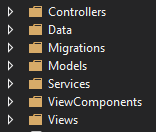 Controllers
Data
Migrations
Models
Services
ViewComponents
Views